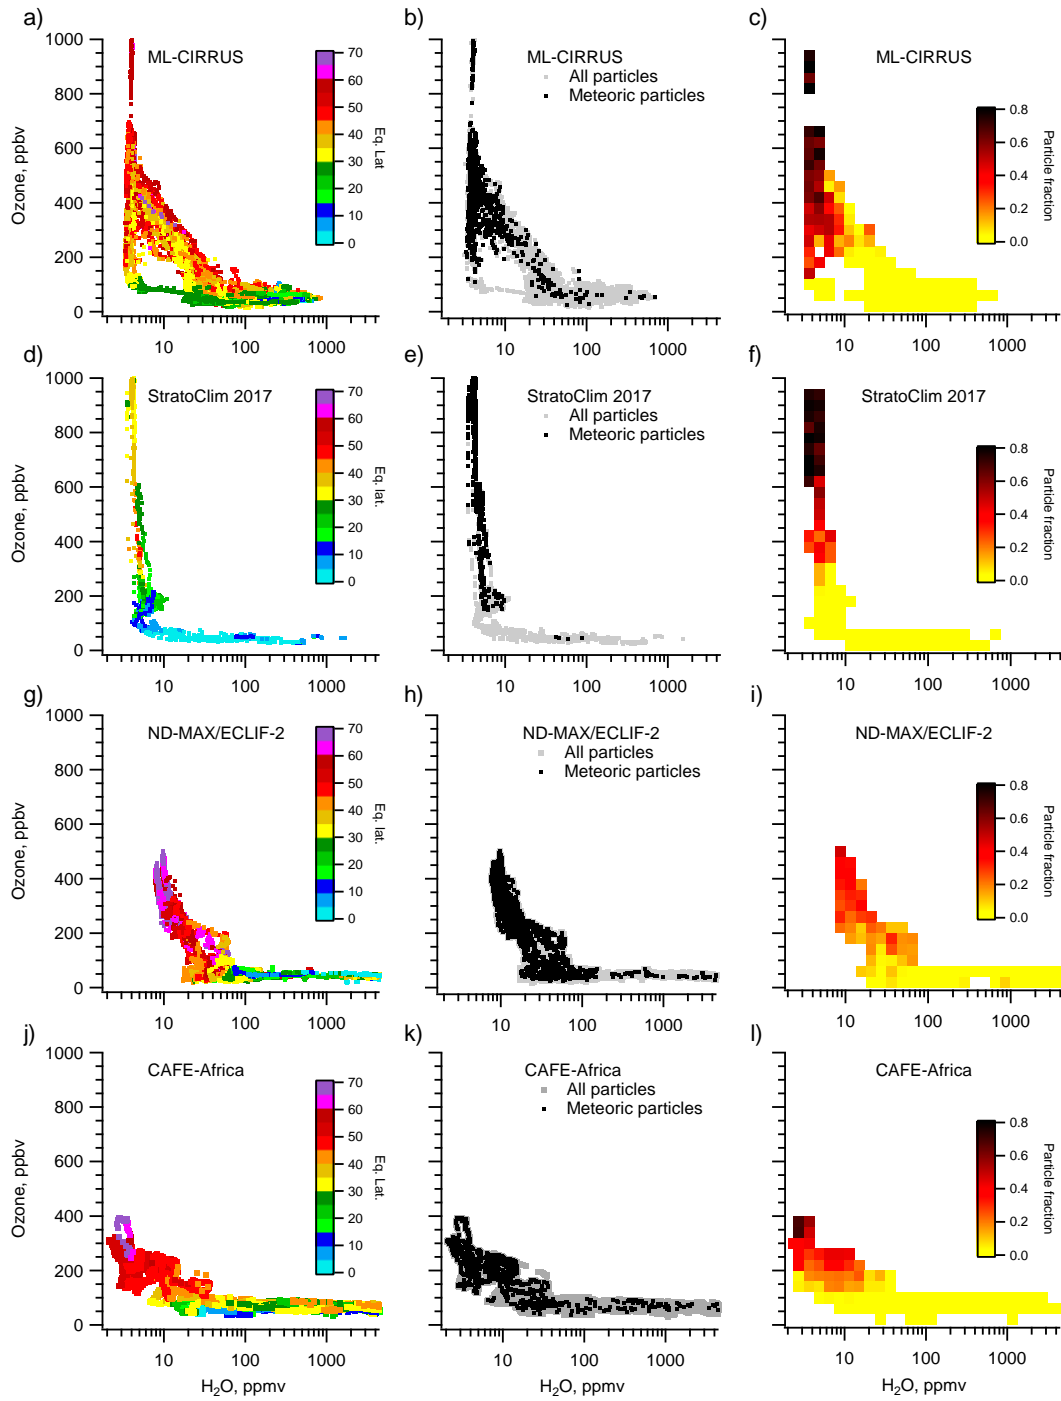 a) b) c)
ML-CIRRUS ML-CIRRUS ML-CIRRUS
All particles
Meteoric particles
Ozone, ppbv
1000
800
600
400
200
0
70
60
50
40
30
20
10
0
Eq. Lat
0.8
0.6
0.4
0.2
0.0
Particle fraction
10 100 1000 10 100 1000 10 100 1000
d) e) f)
StratoClim 2017 StratoClim 2017 StratoClim 2017
All particles
Meteoric particles
Ozone, ppbv
1000
800
600
400
200
0
70
60
50
40
30
20
10
0
Eq. lat.
0.8
0.6
0.4
0.2
0.0
Particle fraction
10 100 1000 10 100 1000 10 100 1000
g) h) i)
ND-MAX/ECLIF-2 ND-MAX/ECLIF-2 ND-MAX/ECLIF-2
All particles
Meteoric particles
Ozone, ppbv
1000
800
600
400
200
0
70
60
50
40
30
20
10
0
Eq. lat.
0.8
0.6
0.4
0.2
0.0
Particle fraction
10 100 1000 10 100 1000 10 100 1000
j) k) l)
CAFE-Africa CAFE-Africa CAFE-Africa
All particles
Meteoric particles
Ozone, ppbv
1000
800
600
400
200
0
70
60
50
40
30
20
10
0
Eq. Lat.
0.8
0.6
0.4
0.2
0.0
Particle fraction
10 100 1000 10 100 1000 10 100 1000
H₂O, ppmv H₂O, ppmv H₂O, ppmv